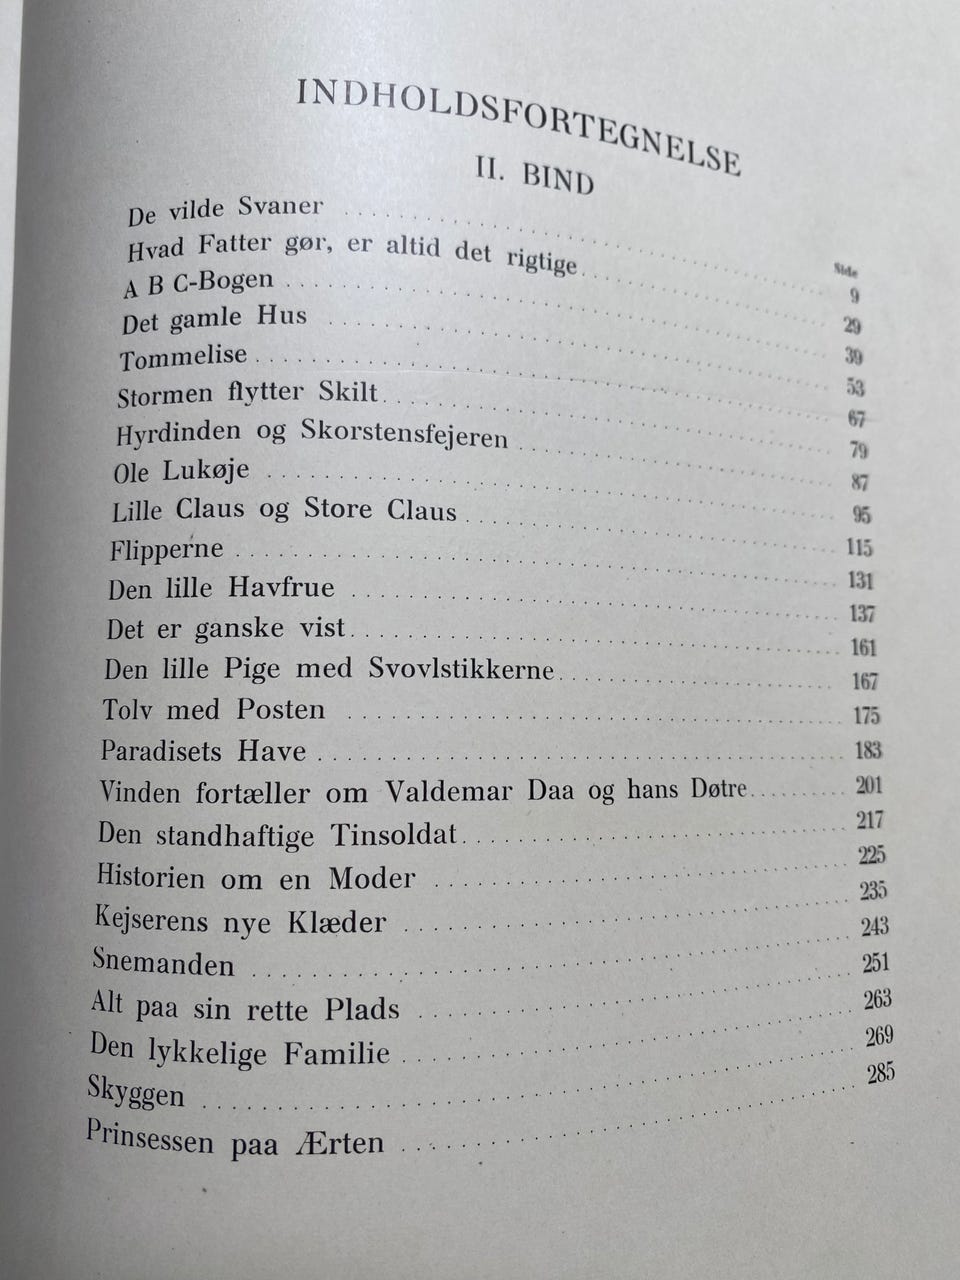 INDHOLDSFORTEGNELSE
II. BIND
Side
De vilde Svaner 9
Hvad Fatter gør, er altid det rigtige 29
A B C-Bogen 39
Det gamle Hus 53
Tommelise 67
Stormen flytter Skilt 79
Hyrdinden og Skorstensfejeren 87
Ole Lukøje 95
Lille Claus og Store Claus 115
Flipperne 131
Den lille Havfrue 137
Det er ganske vist 161
Den lille Pige med Svovlstikkerne 167
Tolv med Posten 175
Paradisets Have 183
Vinden fortæller om Valdemar Daa og hans Døtre 201
Den standhaftige Tinsoldat 217
Historien om en Moder 225
Kejserens nye Klæder 235
Snemanden 243
Alt paa sin rette Plads 251
Den lykkelige Familie 263
Skyggen 269
Prinsessen paa Ærten 285